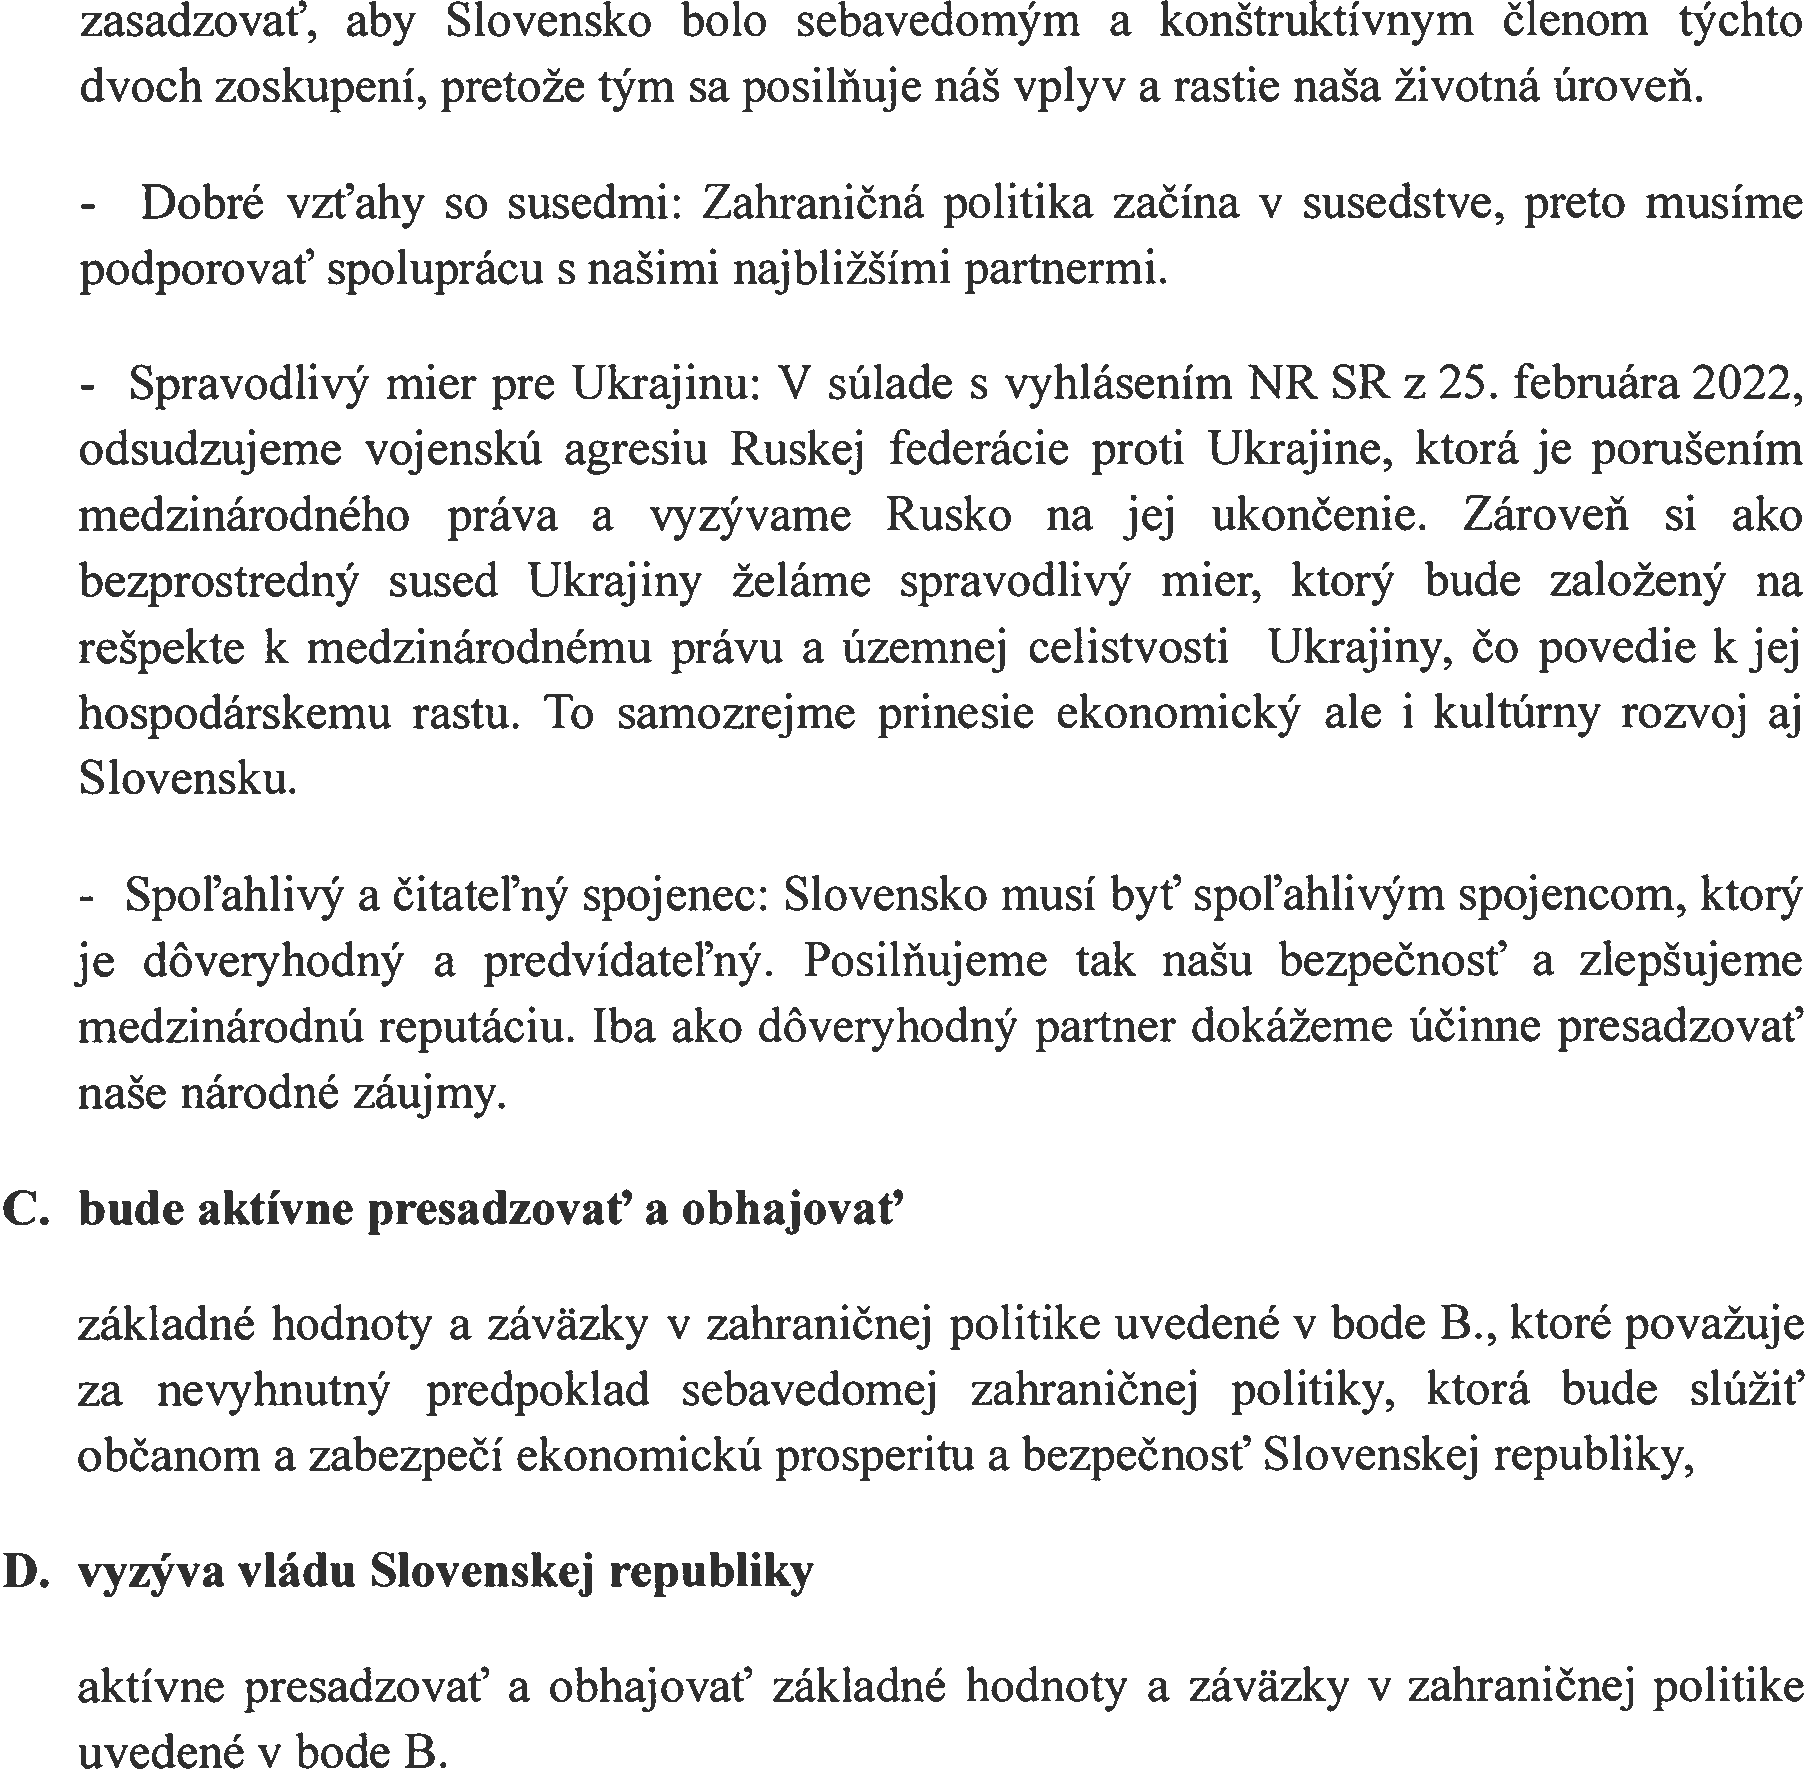 zasadzovať, aby Slovensko bolo sebavedomým a konštruktívnym členom týchto
dvoch zoskupení, pretože tým sa posilňuje náš vplyv a rastie naša životná úroveň.
- Dobré vzťahy so susedmi: Zahraničná politika začína v susedstve, preto musíme
podporovať spoluprácu s našimi najbližšími partnermi.
- Spravodlivý mier pre Ukrajinu: V súlade s vyhlásením NR SR z 25. februára 2022,
odsudzujeme vojenskú agresiu Ruskej federácie proti Ukrajine, ktorá je porušením
medzinárodného práva a vyzývame Rusko na jej ukončenie. Zároveň si ako
bezprostredný sused Ukrajiny želáme spravodlivý mier, ktorý bude založený na
rešpekte k medzinárodnému právu a územnej celistvosti Ukrajiny, čo povedie k jej
hospodárskemu rastu. To samozrejme prinesie ekonomický ale i kultúrny rozvoj aj
Slovensku.
- Spoľahlivý a čitateľný spojenec: Slovensko musí byť spoľahlivým spojencom, ktorý
je dôveryhodný a predvídateľný. Posilňujeme tak našu bezpečnosť a zlepšujeme
medzinárodnú reputáciu. Iba ako dôveryhodný partner dokážeme účinne presadzovať
naše národné záujmy.
C. bude aktívne presadzovať a obhajovať
základné hodnoty a záväzky v zahraničnej politike uvedené v bode B., ktoré považuje
za nevyhnutný predpoklad sebavedomej zahraničnej politiky, ktorá bude slúžiť
občanom a zabezpečí ekonomickú prosperitu a bezpečnosť Slovenskej republiky,
D. vyzýva vládu Slovenskej republiky
aktívne presadzovať a obhajovať základné hodnoty a záväzky v zahraničnej politike
uvedené v bode B.